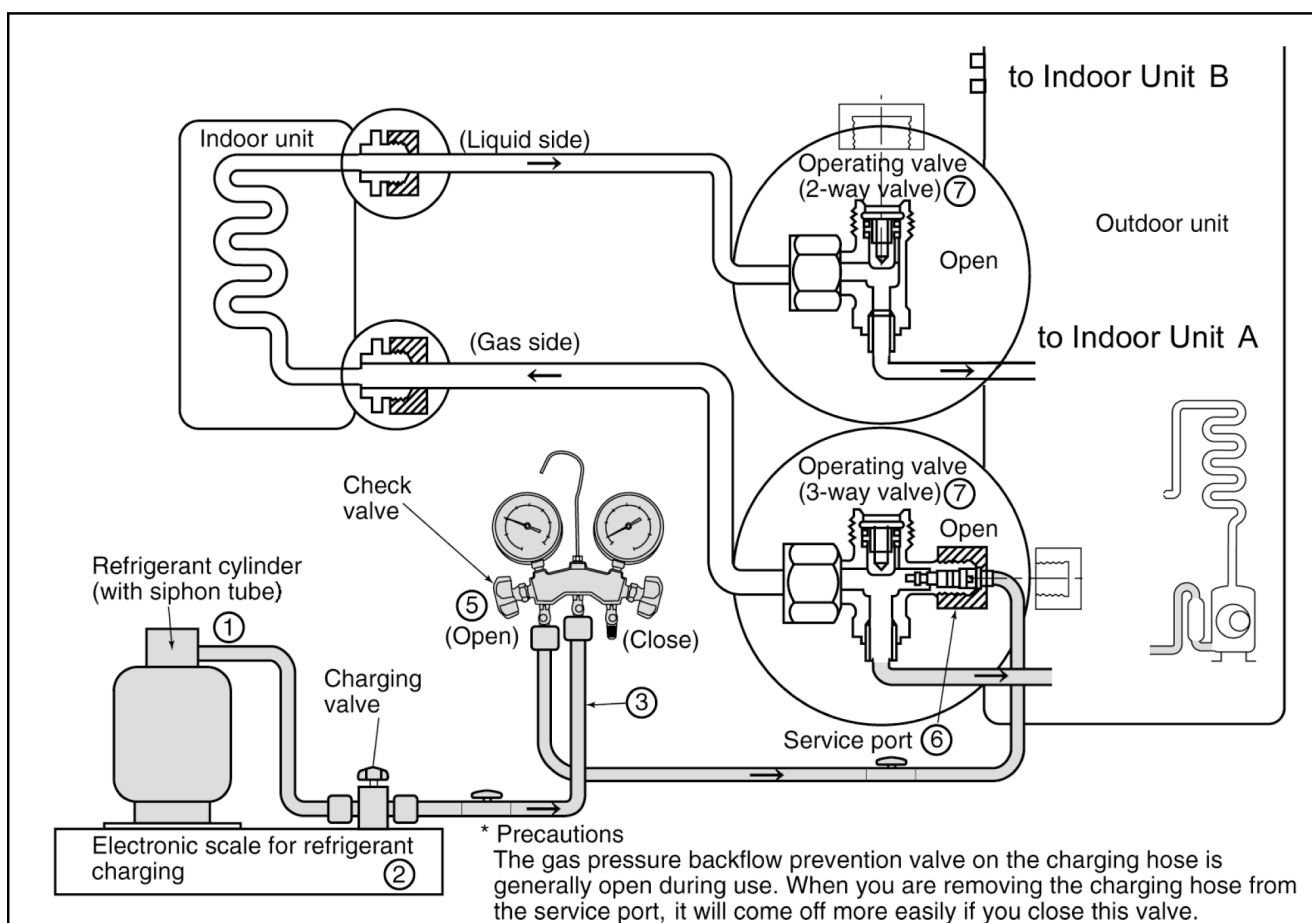 to Indoor Unit B
Indoor unit
(Liquid side)
Operating valve
(2-way valve) ⑦
Outdoor unit
Open
to Indoor Unit A
(Gas side)
Operating valve
(3-way valve) ⑦
Open
Check
valve
Refrigerant cylinder
(with siphon tube)
①
⑤
(Open)
(Close)
Charging
valve
③
Service port ⑥
Electronic scale for refrigerant
charging ②
* Precautions
The gas pressure backflow prevention valve on the charging hose is
generally open during use. When you are removing the charging hose from
the service port, it will come off more easily if you close this valve.